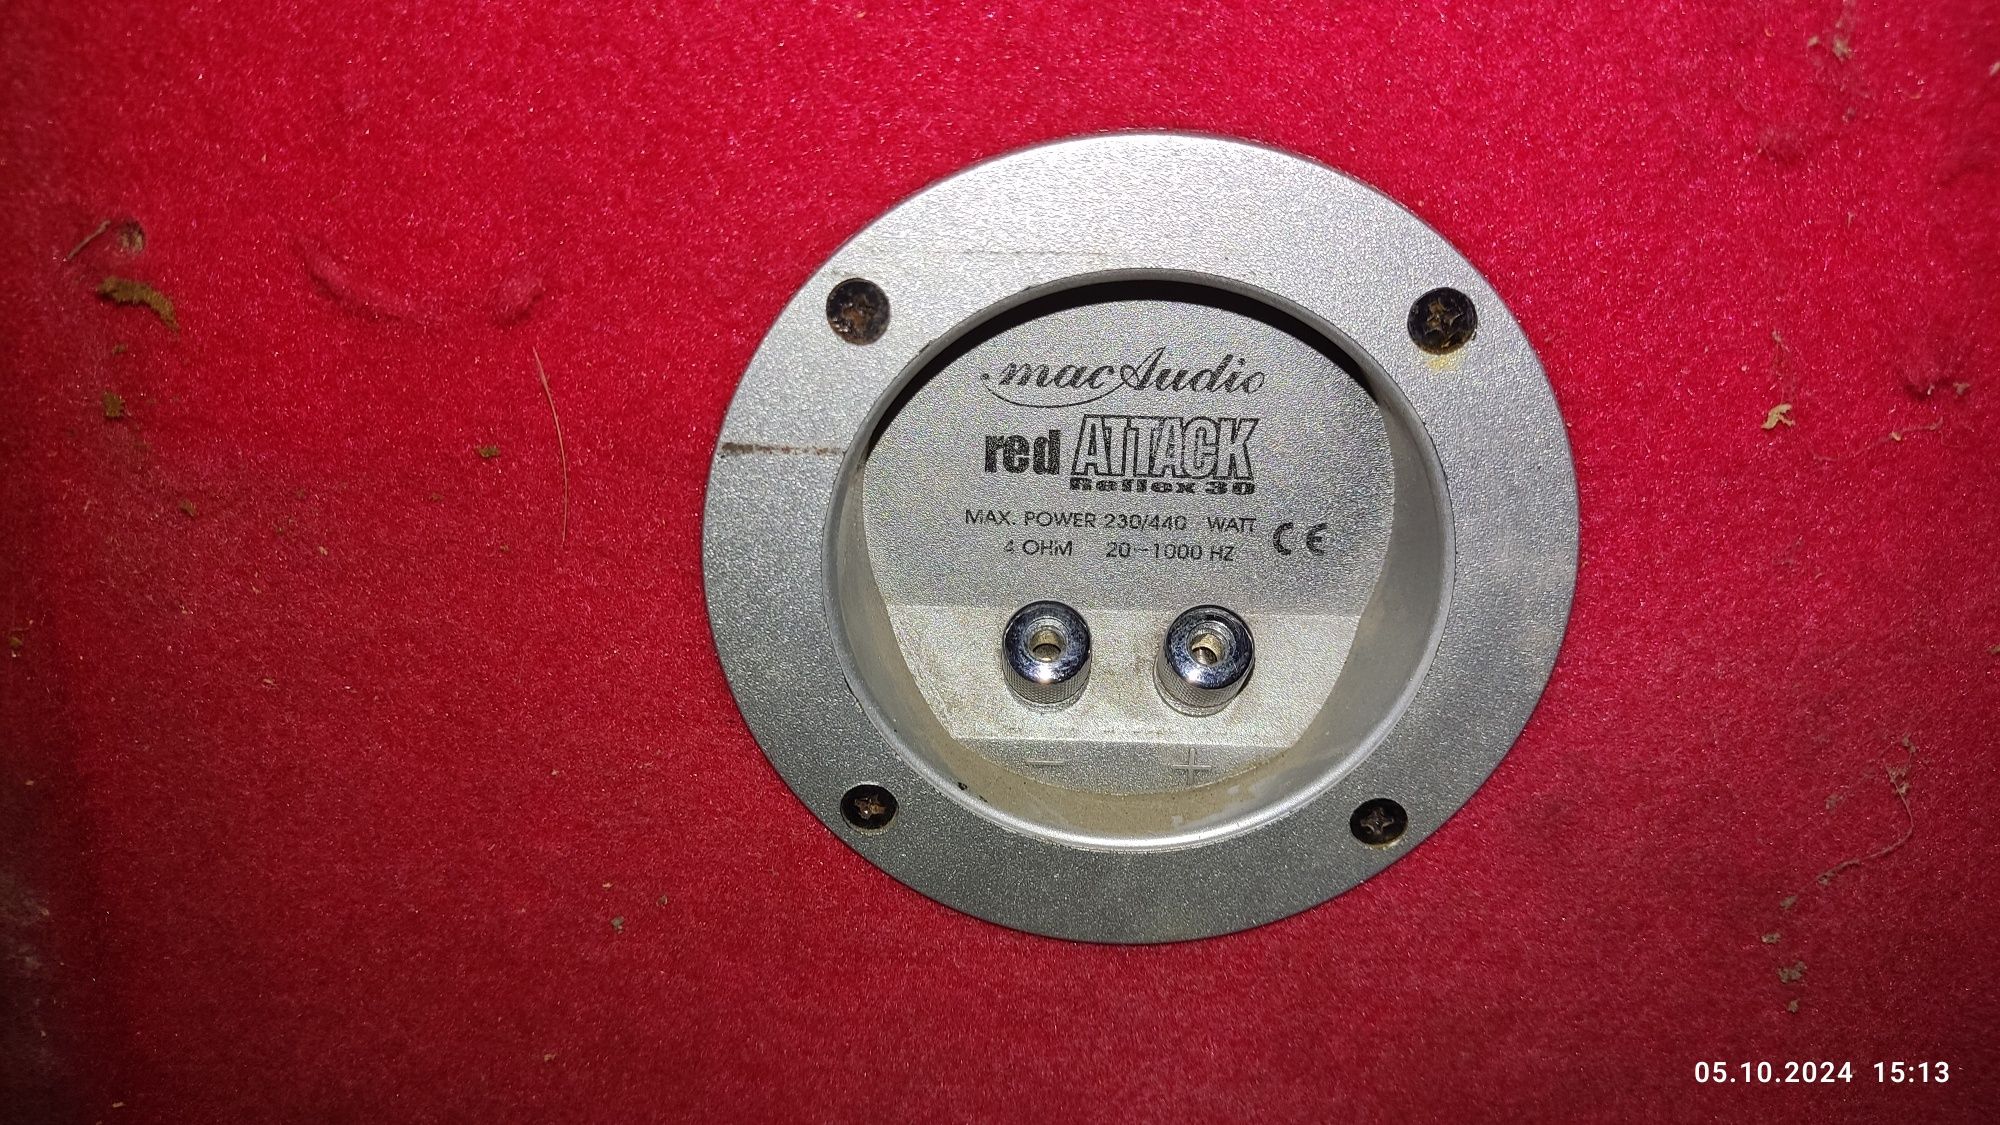 macAudio
red ATTACK
Reflex 30
MAX. POWER 230/440 WATT
4 OHM 20-1000 HZ
CE
- +
05.10.2024 15:13